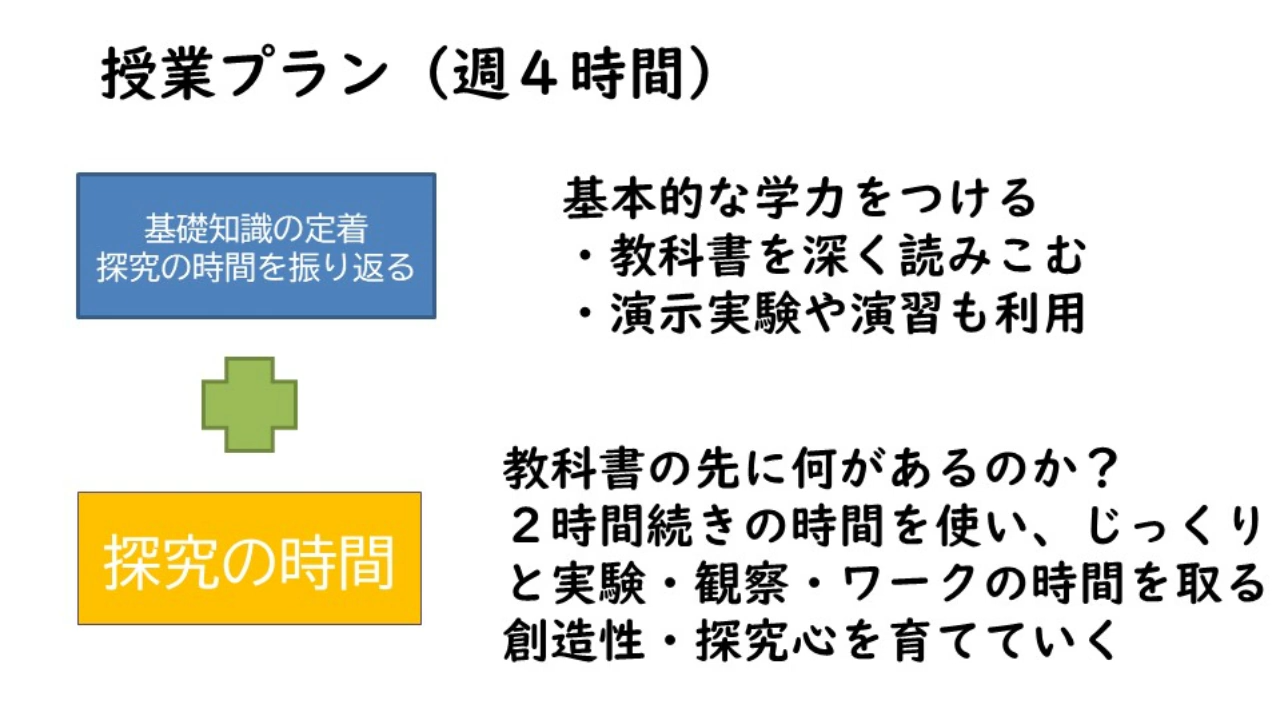 授業プラン（週４時間）
基礎知識の定着
探究の時間を振り返る
基本的な学力をつける
・教科書を深く読みこむ
・演示実験や演習も利用
探究の時間
教科書の先に何があるのか？
２時間続きの時間を使い、じっくり
と実験・観察・ワークの時間を取る
創造性・探究心を育てていく